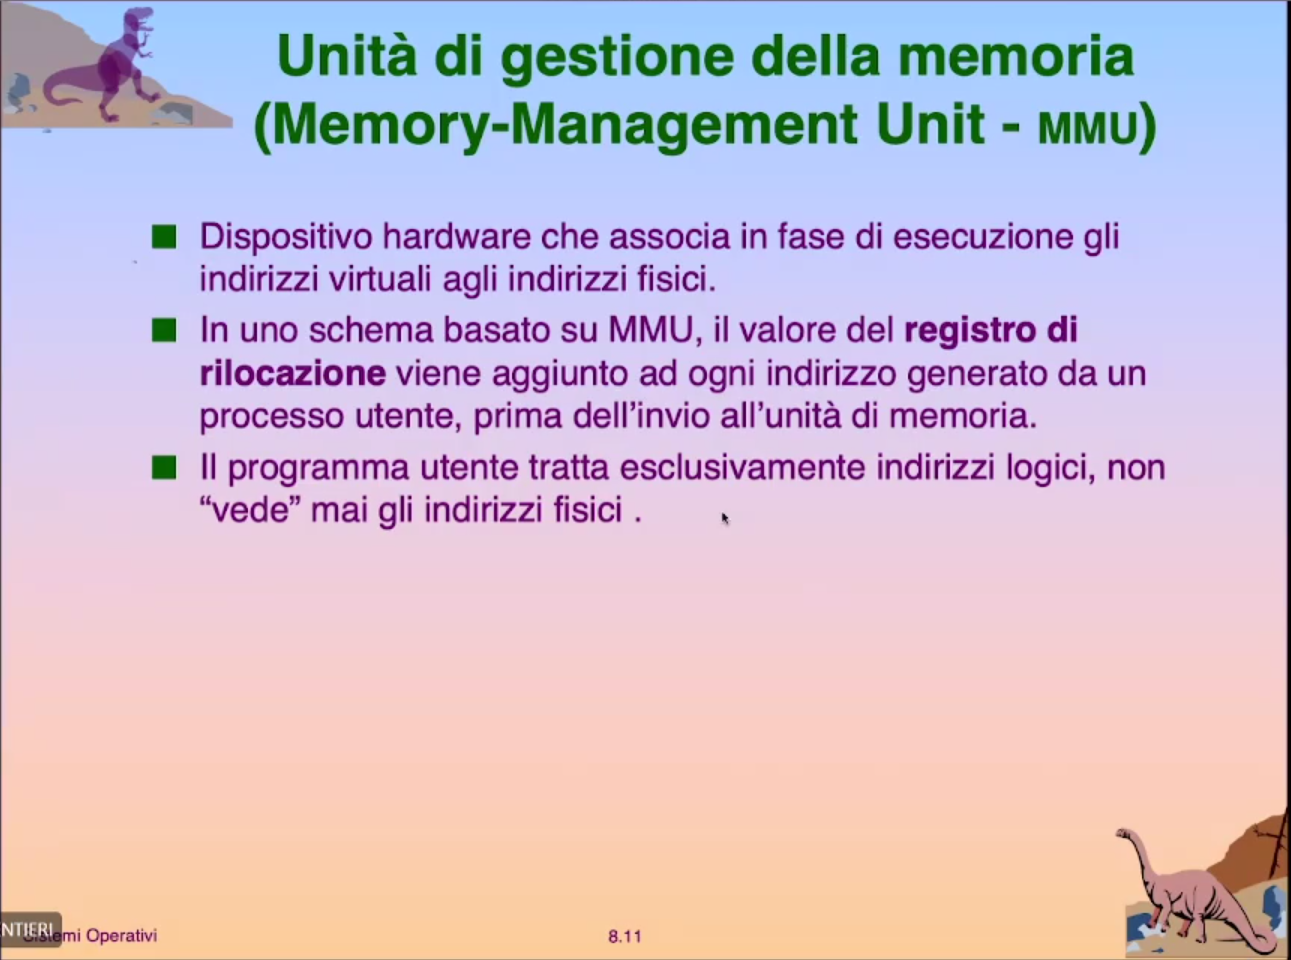 Unità di gestione della memoria
(Memory-Management Unit - MMU)
Dispositivo hardware che associa in fase di esecuzione gli
indirizzi virtuali agli indirizzi fisici.
In uno schema basato su MMU, il valore del registro di
rilocazione viene aggiunto ad ogni indirizzo generato da un
processo utente, prima dell’invio all’unità di memoria.
Il programma utente tratta esclusivamente indirizzi logici, non
“vede” mai gli indirizzi fisici .
NTIERI
Sistemi Operativi
8.11